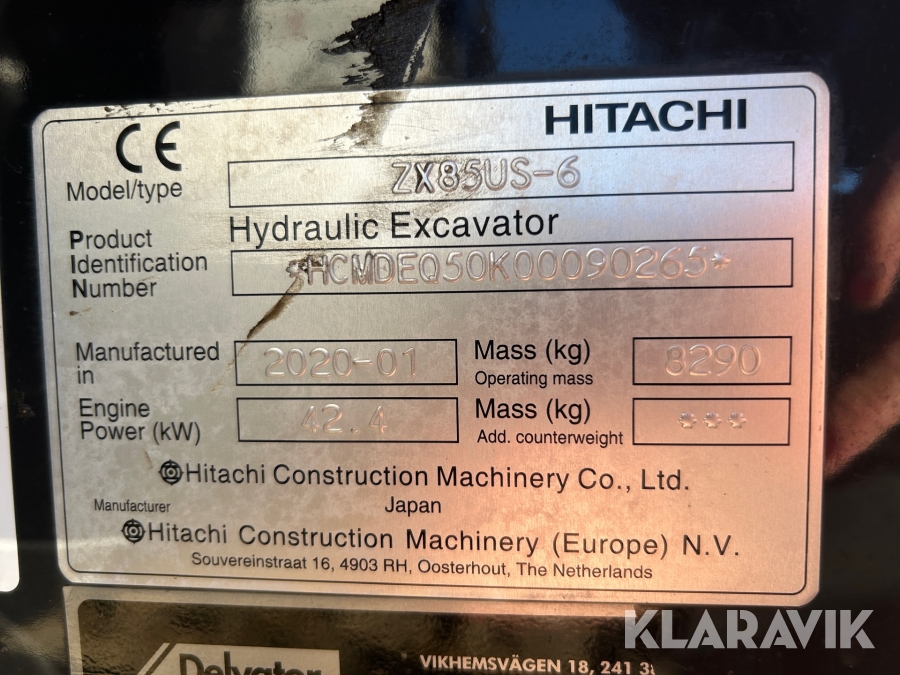 CE
HITACHI
Model/type ZX85US-6
Hydraulic Excavator
Product
Identification *HCMDEQ50K00090265*
Number
Manufactured in 2020-01
Mass (kg) Operating mass 8290
Engine Power (kW) 42.4
Mass (kg) Add. counterweight ***
Hitachi Construction Machinery Co., Ltd.
Manufacturer Japan
Hitachi Construction Machinery (Europe) N.V.
Souvereinstraat 16, 4903 RH, Oosterhout, The Netherlands
KLARAVIK
Delvator
VIKHEMSVÄGEN 18, 241 3